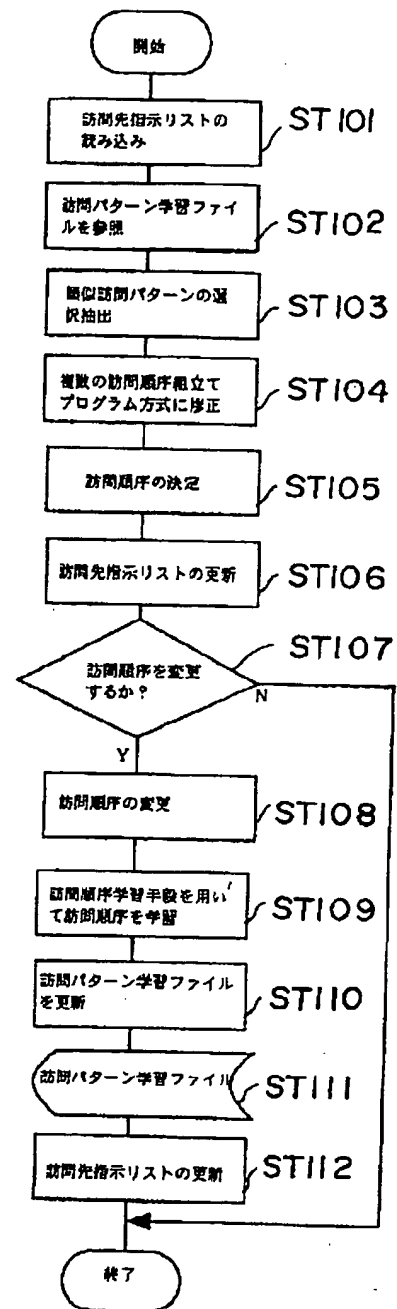 開始
訪問先指示リストの
読み込み
ST101
訪問パターン学習ファイ
ルを参照
ST102
類似訪問パターンの選
択抽出
ST103
複数の訪問順序組立て
プログラム方式に修正
ST104
訪問順序の決定
ST105
訪問先指示リストの更新
ST106
訪問順序を変更
するか？
ST107
N
Y
訪問順序の変更
ST108
訪問順序学習手段を用い
て訪問順序を学習
ST109
訪問パターン学習ファイル
を更新
ST110
訪問パターン学習ファイル
ST111
訪問先指示リストの更新
ST112
終了